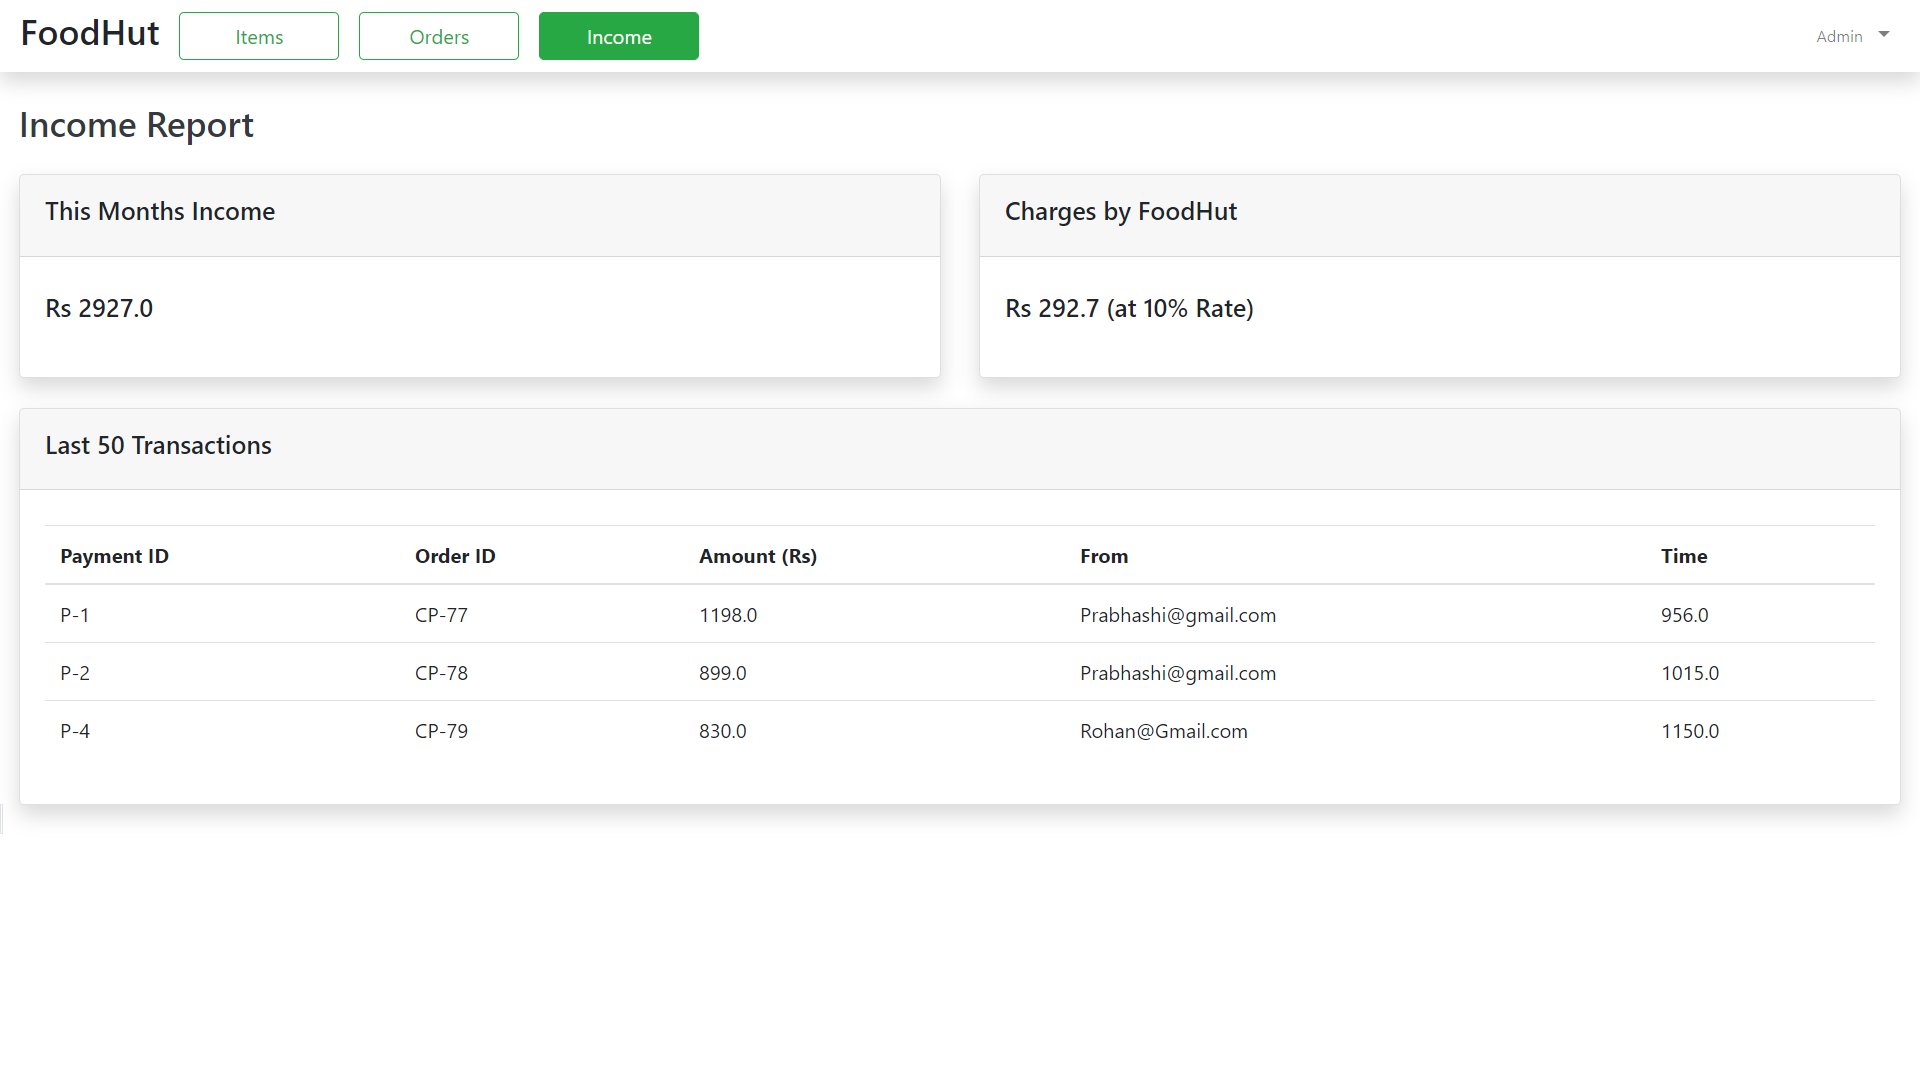 FoodHut Items Orders Income Admin
Income Report
This Months Income
Rs 2927.0
Charges by FoodHut
Rs 292.7 (at 10% Rate)
Last 50 Transactions
Payment ID Order ID Amount (Rs) From Time
P-1 CP-77 1198.0 Prabhashi@gmail.com 956.0
P-2 CP-78 899.0 Prabhashi@gmail.com 1015.0
P-4 CP-79 830.0 Rohan@Gmail.com 1150.0